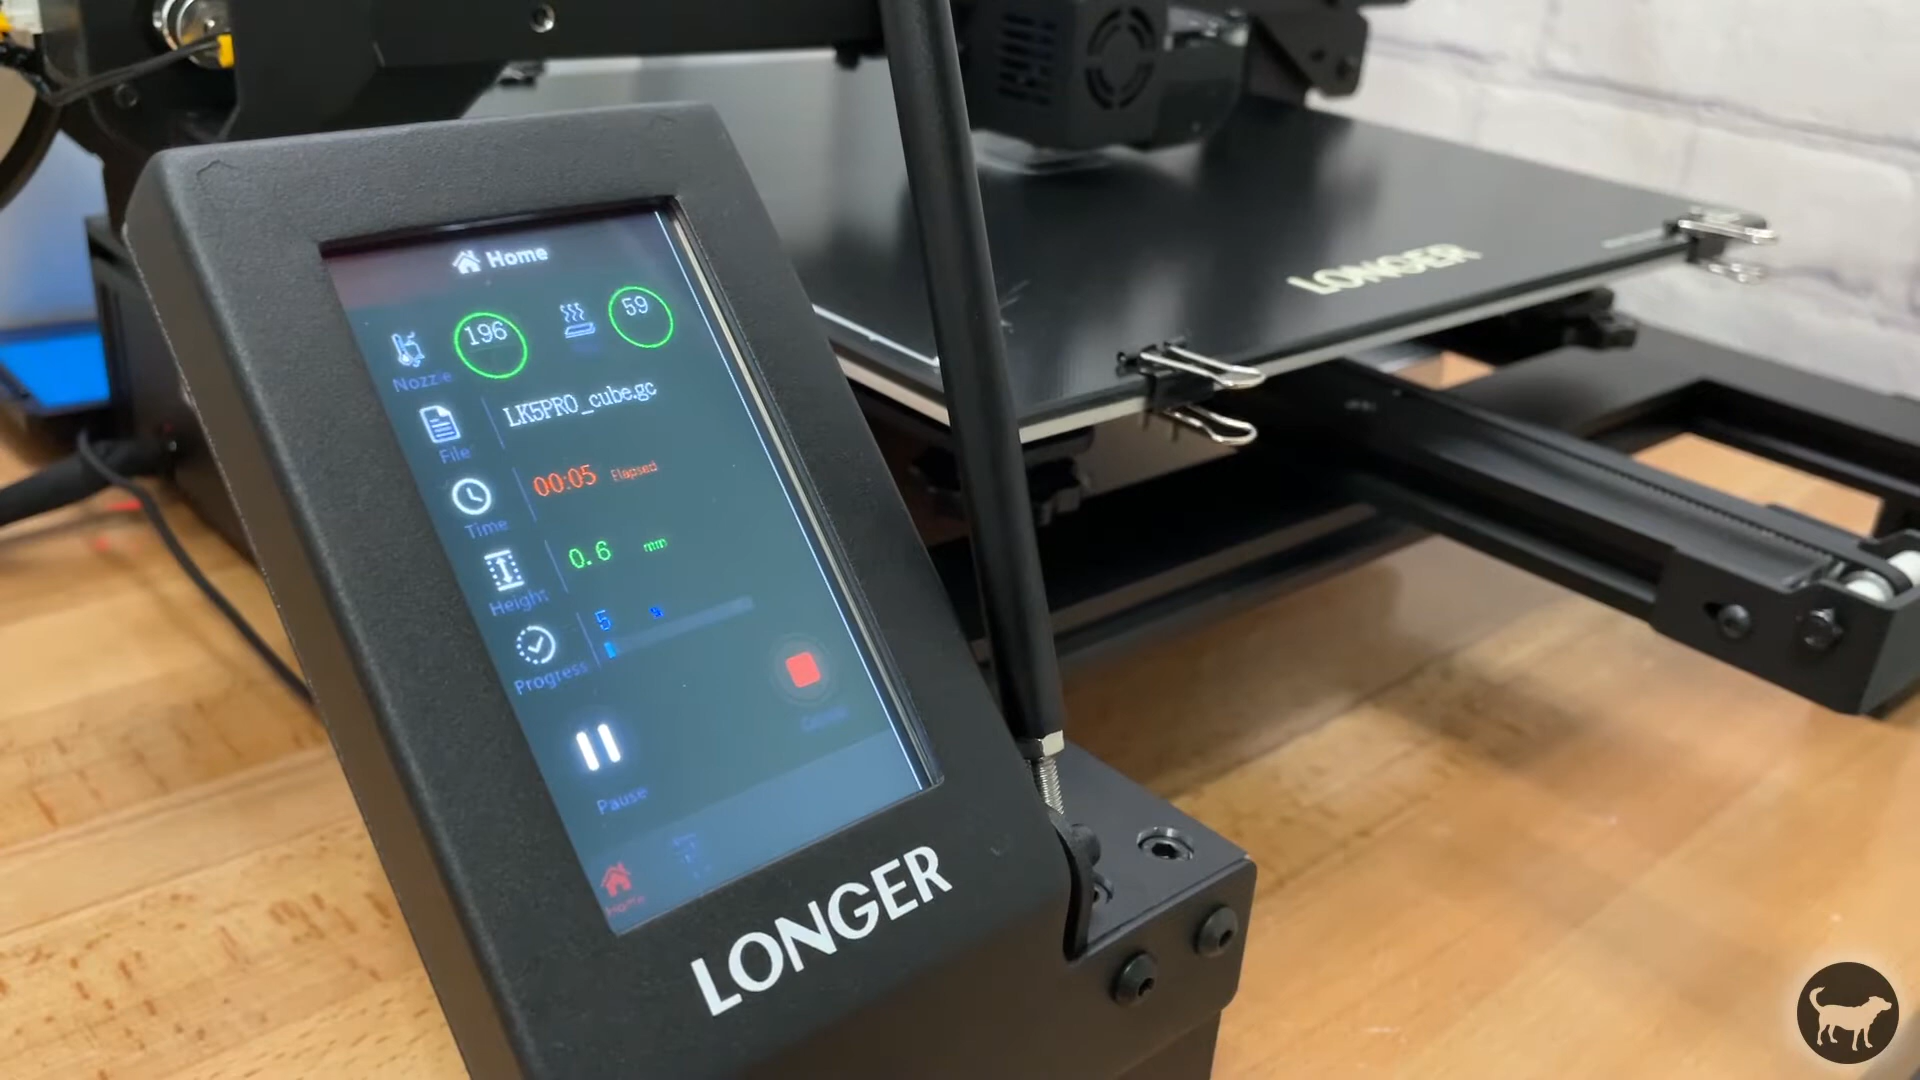 Home
196
59
Nozzle
LK5PRO_cube.gc
File
00:05 Elapsed
Time
0.6 mm
Height
5 %
Progress
Pause
Home
LONGER
LONGER